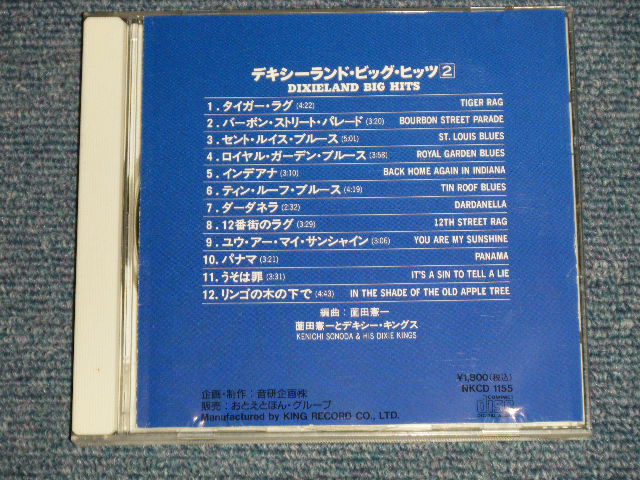 デキシーランド・ビッグ・ヒッツ2
DIXIELAND BIG HITS
1. タイガー・ラグ (4:22) TIGER RAG
2. バーボン・ストリート・パレード (3:20) BOURBON STREET PARADE
3. セント・ルイス・ブルース (5:01) ST. LOUIS BLUES
4. ロイヤル・ガーデン・ブルース (3:58) ROYAL GARDEN BLUES
5. インデアナ (3:10) BACK HOME AGAIN IN INDIANA
6. ティン・ルーフ・ブルース (4:19) TIN ROOF BLUES
7. ダーダネラ (2:32) DARDANELLA
8. 12番街のラグ (3:29) 12TH STREET RAG
9. ユウ・アー・マイ・サンシャイン (3:06) YOU ARE MY SUNSHINE
10. パナマ (3:21) PANAMA
11. うそは罪 (3:31) IT'S A SIN TO TELL A LIE
12. リンゴの木の下で (4:43) IN THE SHADE OF THE OLD APPLE TREE
編曲:薗田憲一
薗田憲一とデキシー・キングス
KENICHI SONODA & HIS DIXIE KINGS
¥1,800(税込)
NKCD 1155
企画・制作:音研企画㈱
販売:おとえとほん・グループ
Manufactured by KING RECORD CO., LTD.
COMPACT
disc
DIGITAL A